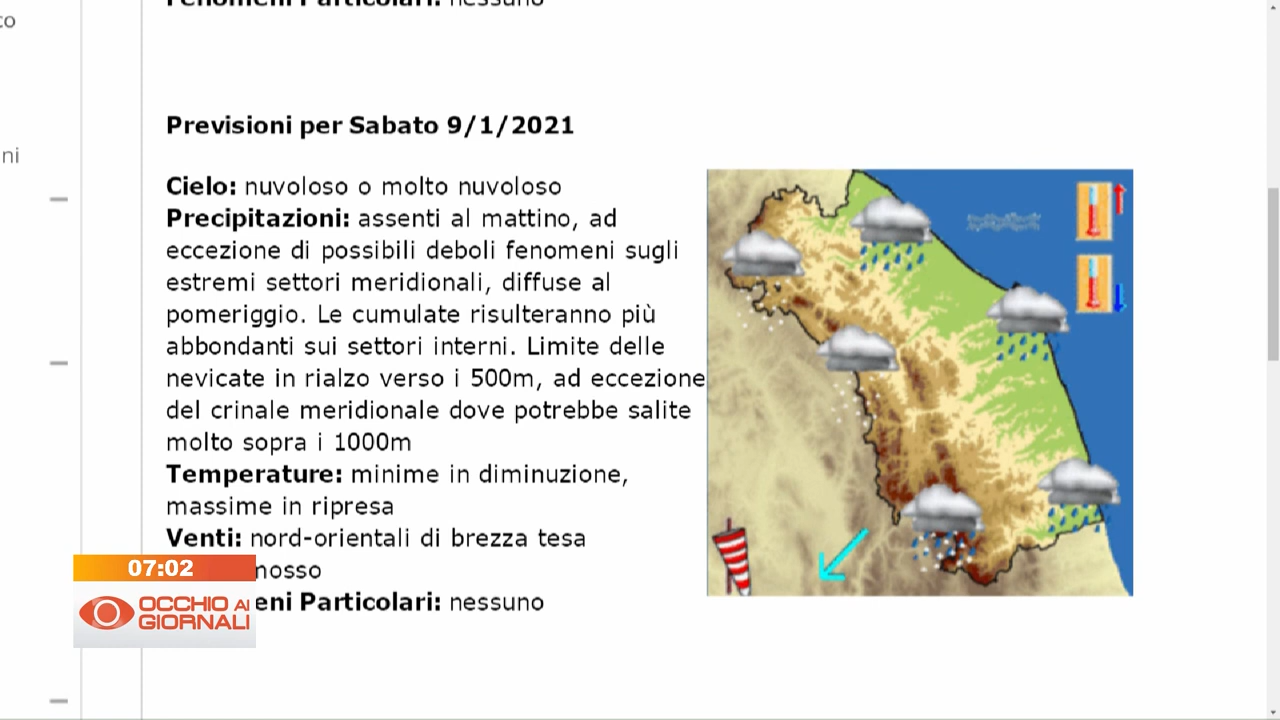 co
nessuno
Previsioni per Sabato 9/1/2021
ni
Cielo: nuvoloso o molto nuvoloso
Precipitazioni: assenti al mattino, ad
eccezione di possibili deboli fenomeni sugli
estremi settori meridionali, diffuse al
pomeriggio. Le cumulate risulteranno più
abbondanti sui settori interni. Limite delle
nevicate in rialzo verso i 500m, ad eccezione
del crinale meridionale dove potrebbe salite
molto sopra i 1000m
Temperature: minime in diminuzione,
massime in ripresa
Venti: nord-orientali di brezza tesa
nosso
eni Particolari: nessuno
07:02
OCCHIO AI
GIORNALI